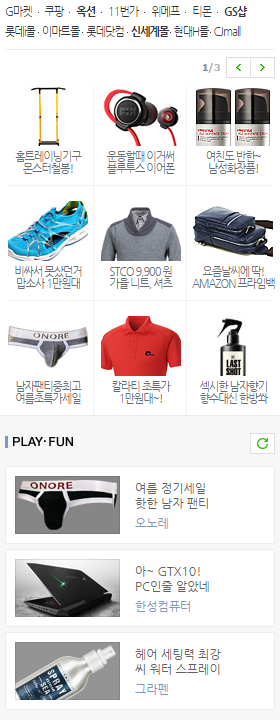 G마켓 · 쿠팡 · 옥션 · 11번가 · 위메프 · 티몬 · GS샵
롯데몰 · 이마트몰 · 롯데닷컴 · 신세계몰 · 현대H몰 · CJmall
1/3
홈트레이닝기구
몬스터철봉!
운동할때 이거써
블루투스 이어폰
여친도 반한~
남성화장품!
비싸서 못샀던거
맙소사 1만원대
STCO 9,900원
가을 니트, 셔츠
요즘날씨에 딱!
AMAZON 프라임백
ONORE
남자팬티중최고
여름초특가세일
칼라티 초특가
1만원대~!
LAST
SHOT
섹시한 남자향기
향수대신 한방쏴
PLAY·FUN
ONORE
여름 정기세일
핫한 남자 팬티
오노레
아~ GTX10!
PC인줄 알았네
한성컴퓨터
SPRAY
SEA
헤어 세팅력 최강
씨 워터 스프레이
그라펜